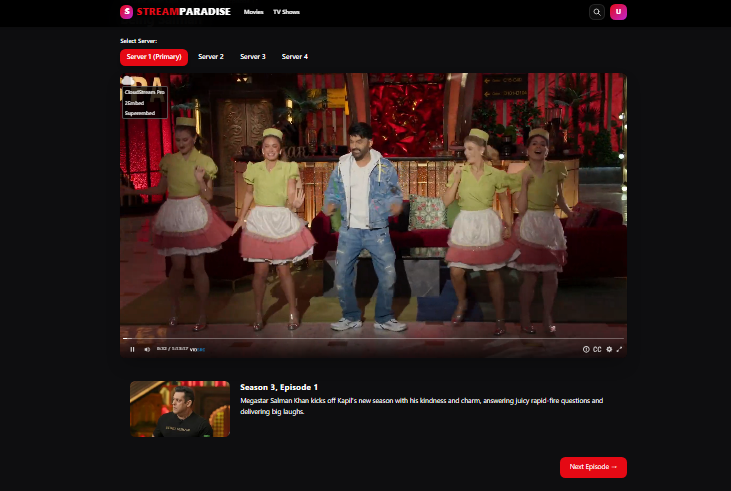 S STREAMPARADISE Movies TV Shows U
Select Server:
Server 1 (Primary) Server 2 Server 3 Server 4
CloudStream Pro
2Embed
Superembed
CC
Season 3, Episode 1
Megastar Salman Khan kicks off Kapil's new season with his kindness and charm, answering juicy rapid-fire questions and
delivering big laughs.
Next Episode →